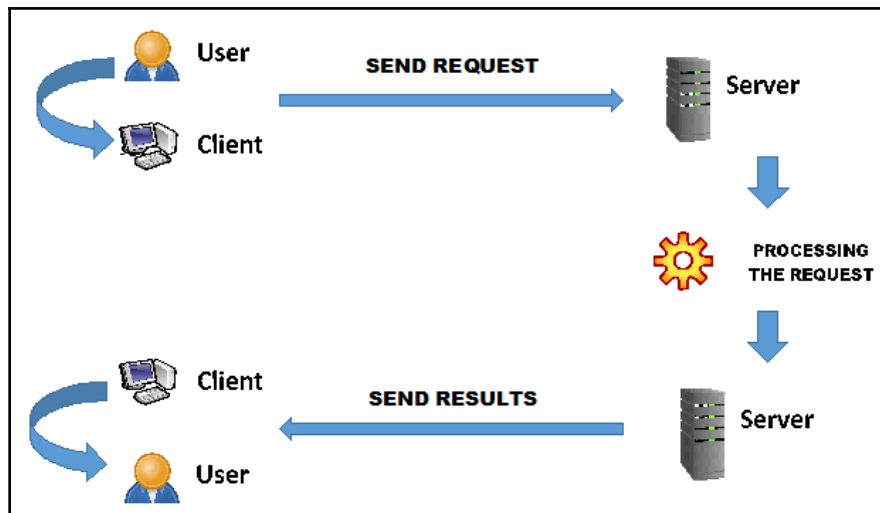 User
SEND REQUEST
Server
Client
PROCESSING
THE REQUEST
Client
SEND RESULTS
Server
User